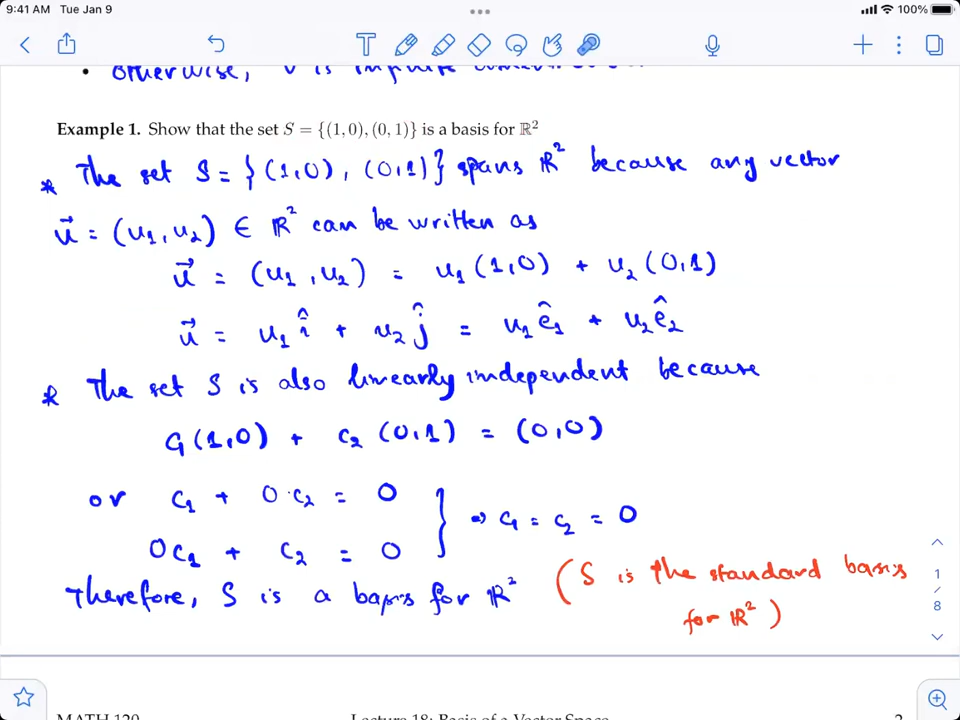 9:41 AM Tue Jan 9
100%
• otherwise, V is
Example 1. Show that the set S = {(1,0), (0,1)} is a basis for ℝ²
* The set S = {(1,0), (0,1)} spans ℝ² because any vector
u⃗ = (u₁, u₂) ∈ ℝ² can be written as
u⃗ = (u₁, u₂) = u₁(1,0) + u₂(0,1)
u⃗ = u₁ î + u₂ ĵ = u₁ ê₁ + u₂ ê₂
* The set S is also linearly independent because
c₁(1,0) + c₂(0,1) = (0,0)
or c₁ + 0·c₂ = 0
⇒ c₁ = c₂ = 0
0c₁ + c₂ = 0
Therefore, S is a basis for ℝ² (S is the standard basis
for ℝ²)
1
/
8
MATH 120 Lecture 18: Basis of a Vector Space 2